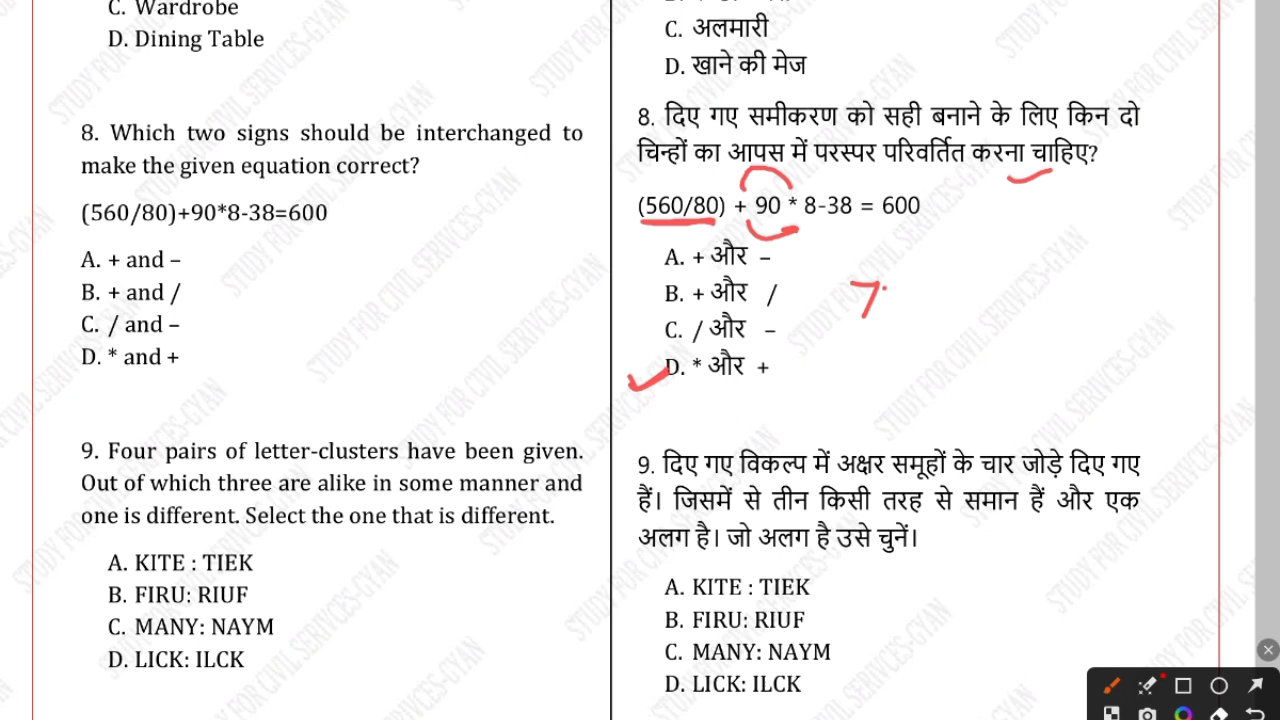 C. Wardrobe
D. Dining Table
8. Which two signs should be interchanged to
make the given equation correct?
(560/80)+90*8-38=600
A. + and –
B. + and /
C. / and –
D. * and +
9. Four pairs of letter-clusters have been given.
Out of which three are alike in some manner and
one is different. Select the one that is different.
A. KITE : TIEK
B. FIRU: RIUF
C. MANY: NAYM
D. LICK: ILCK
C. अलमारी
D. खाने की मेज
8. दिए गए समीकरण को सही बनाने के लिए किन दो
चिन्हों का आपस में परस्पर परिवर्तित करना चाहिए?
(560/80) + 90 * 8-38 = 600
A. + और –
B. + और /
C. / और –
D. * और +
7
9. दिए गए विकल्प में अक्षर समूहों के चार जोड़े दिए गए
हैं। जिसमें से तीन किसी तरह से समान हैं और एक
अलग है। जो अलग है उसे चुनें।
A. KITE : TIEK
B. FIRU: RIUF
C. MANY: NAYM
D. LICK: ILCK
STUDY FOR CIVIL SERIVCES-GYAN